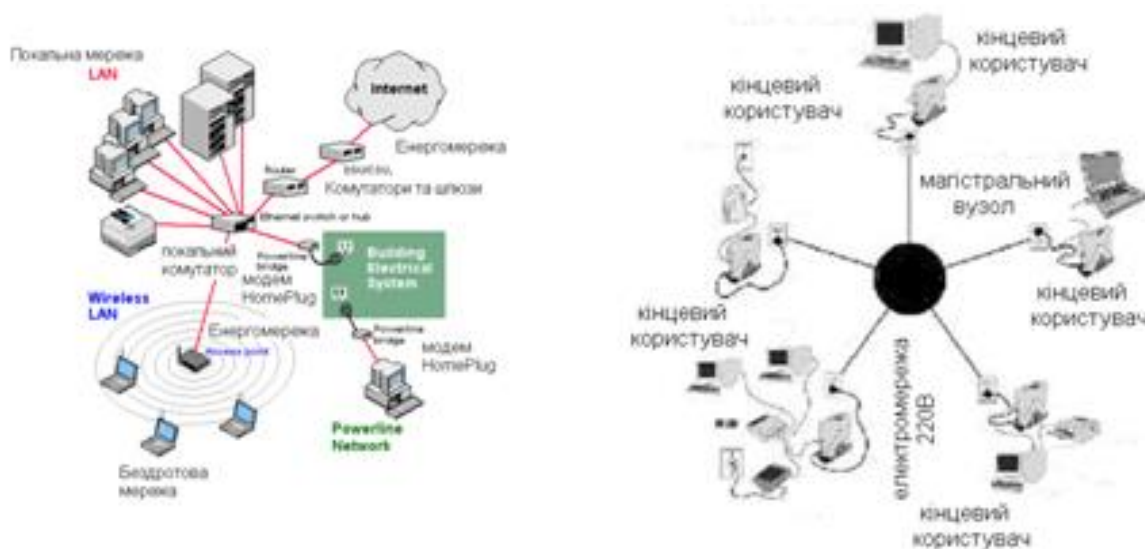 Локальна мережа
LAN
Internet
Енергомережа
Router
Комутатори та шлюзи
Ethernet switch or hub
локальний
комутатор
Powerline
bridge
модем
HomePlug
Building
Electrical
System
Wireless
LAN
Енергомережа
Access point
Powerline
bridge
модем
HomePlug
Powerline
Network
Бездротова
мережа
кінцевий
користувач
кінцевий
користувач
магістральний
вузол
кінцевий
користувач
кінцевий
користувач
електромережа
220В
кінцевий
користувач